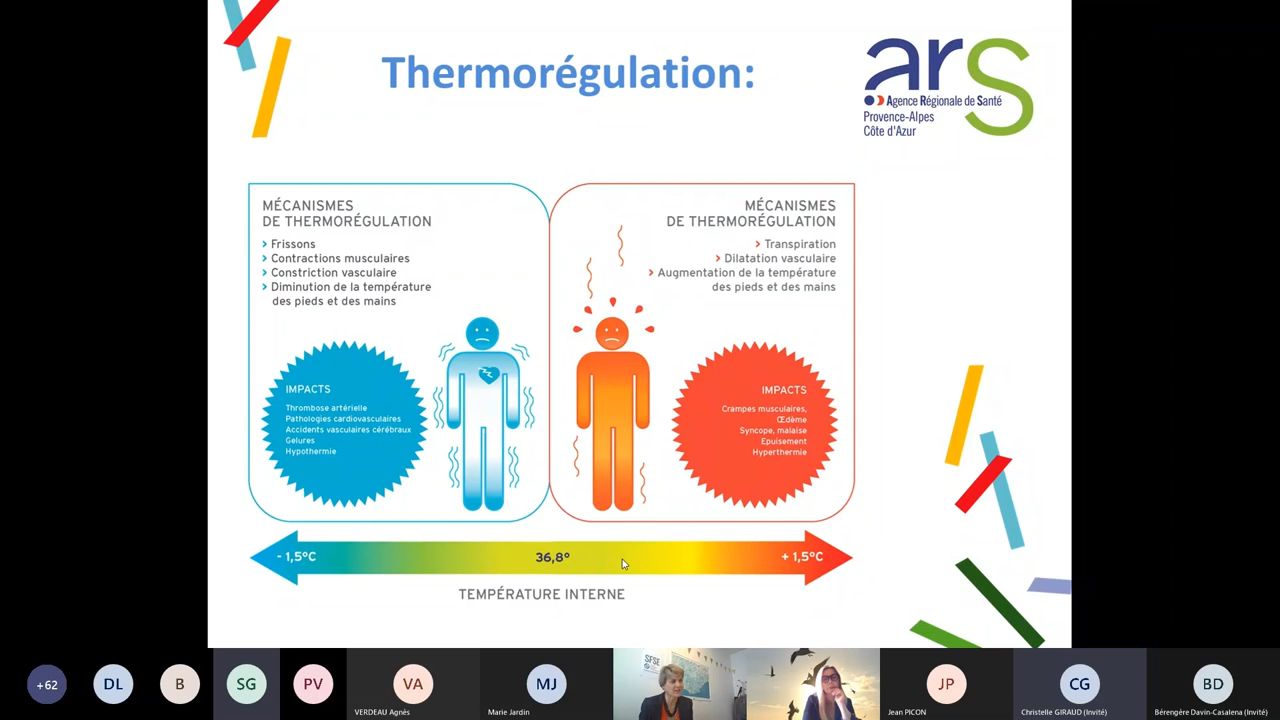 Thermorégulation:
ars
Agence Régionale de Santé
Provence-Alpes
Côte d'Azur
MÉCANISMES
DE THERMORÉGULATION
> Frissons
> Contractions musculaires
> Constriction vasculaire
> Diminution de la température
des pieds et des mains
IMPACTS
Thrombose artérielle
Pathologies cardiovasculaires
Accidents vasculaires cérébraux
Gelures
Hypothermie
MÉCANISMES
DE THERMORÉGULATION
> Transpiration
> Dilatation vasculaire
> Augmentation de la température
des pieds et des mains
IMPACTS
Crampes musculaires,
Œdème
Syncope, malaise
Epuisement
Hyperthermie
- 1,5°C
36,8°
+ 1,5°C
TEMPÉRATURE INTERNE
+62
DL
B
SG
PV
VA
VERDEAU Agnès
MJ
Marie Jardin
SFSE
JP
Jean PICON
CG
Christelle GIRAUD (Invité)
BD
Bérengère Davin-Casalena (Invité)